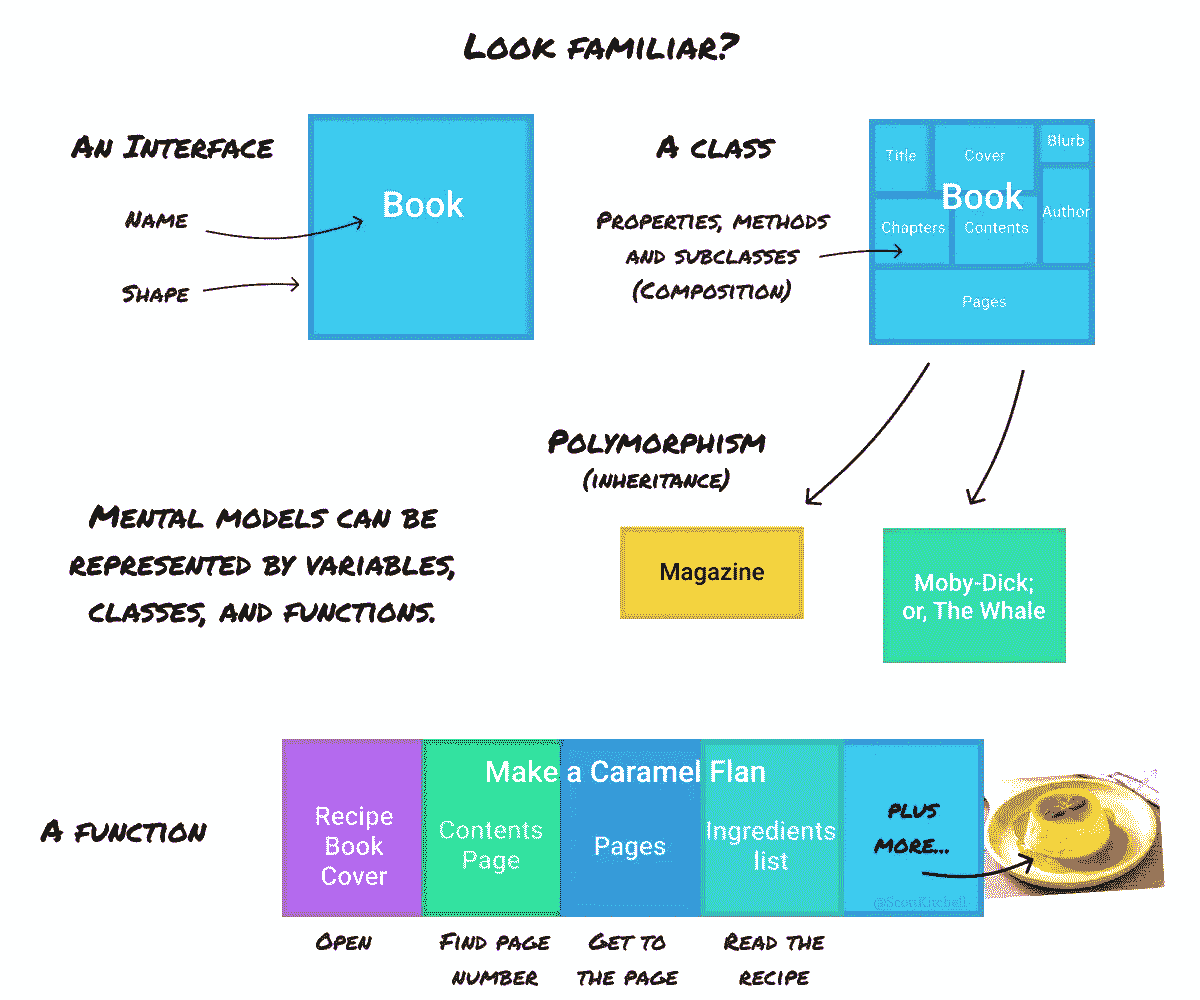 Look familiar?
An Interface
Name
Shape
Book
A class
Properties, methods
and subclasses
(Composition)
Title
Cover
Blurb
Book
Author
Chapters
Contents
Pages
Polymorphism
(inheritance)
Magazine
Moby-Dick;
or, The Whale
Mental models can be
represented by variables,
classes, and functions.
A function
Make a Caramel Flan
Recipe
Book
Cover
Contents
Page
Pages
Ingredients
list
plus
more...
Open
Find page
number
Get to
the page
Read the
recipe